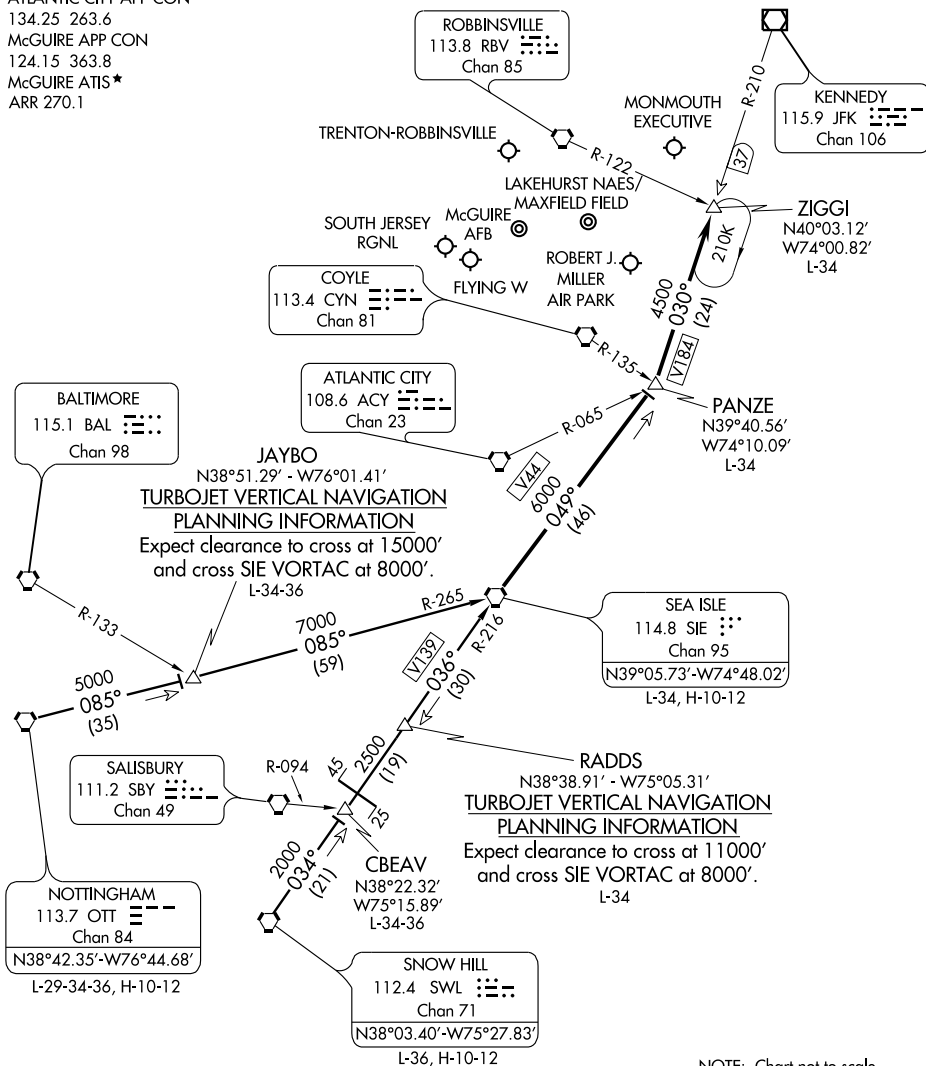 ATLANTIC CITY APP CON
134.25 263.6
McGUIRE APP CON
124.15 363.8
McGUIRE ATIS★
ARR 270.1
ROBBINSVILLE
113.8 RBV
Chan 85
R-210
KENNEDY
115.9 JFK
Chan 106
MONMOUTH
EXECUTIVE
TRENTON-ROBBINSVILLE
R-122
37
LAKEHURST NAES/
MAXFIELD FIELD
ZIGGI
N40°03.12'
W74°00.82'
L-34
210K
SOUTH JERSEY
RGNL
McGUIRE
AFB
FLYING W
ROBERT J.
MILLER
AIR PARK
COYLE
113.4 CYN
Chan 81
4500
030°
(24)
V184
R-135
ATLANTIC CITY
108.6 ACY
Chan 23
R-065
PANZE
N39°40.56'
W74°10.09'
L-34
BALTIMORE
115.1 BAL
Chan 98
JAYBO
N38°51.29' - W76°01.41'
TURBOJET VERTICAL NAVIGATION
PLANNING INFORMATION
Expect clearance to cross at 15000'
and cross SIE VORTAC at 8000'.
L-34-36
V44
6000
049°
(46)
R-133
7000
085°
(59)
R-265
SEA ISLE
114.8 SIE
Chan 95
N39°05.73'-W74°48.02'
L-34, H-10-12
5000
085°
(35)
V139
R-216
036°
(30)
RADDS
N38°38.91' - W75°05.31'
TURBOJET VERTICAL NAVIGATION
PLANNING INFORMATION
Expect clearance to cross at 11000'
and cross SIE VORTAC at 8000'.
L-34
SALISBURY
111.2 SBY
Chan 49
R-094
45
2500
(19)
25
2000
034°
(21)
CBEAV
N38°22.32'
W75°15.89'
L-34-36
NOTTINGHAM
113.7 OTT
Chan 84
N38°42.35'-W76°44.68'
L-29-34-36, H-10-12
SNOW HILL
112.4 SWL
Chan 71
N38°03.40'-W75°27.83'
L-36, H-10-12
NOTE: Chart not to scale